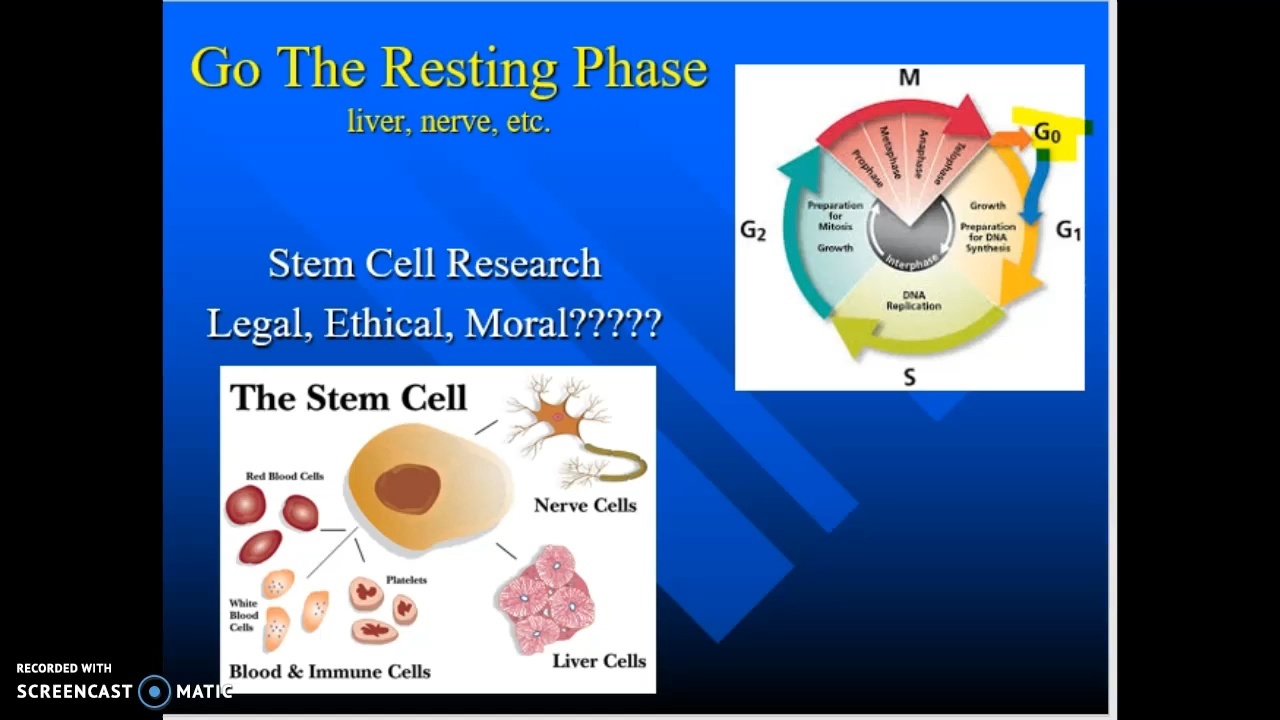 Go The Resting Phase
liver, nerve, etc.
Stem Cell Research
Legal, Ethical, Moral?????
M
G0
G1
S
G2
Prophase
Metaphase
Anaphase
Telophase
Growth
Preparation
for DNA
Synthesis
DNA
Replication
Preparation
for
Mitosis
Growth
Interphase
The Stem Cell
Nerve Cells
Red Blood Cells
Platelets
White
Blood
Cells
Liver Cells
Blood & Immune Cells
RECORDED WITH
SCREENCAST MATIC